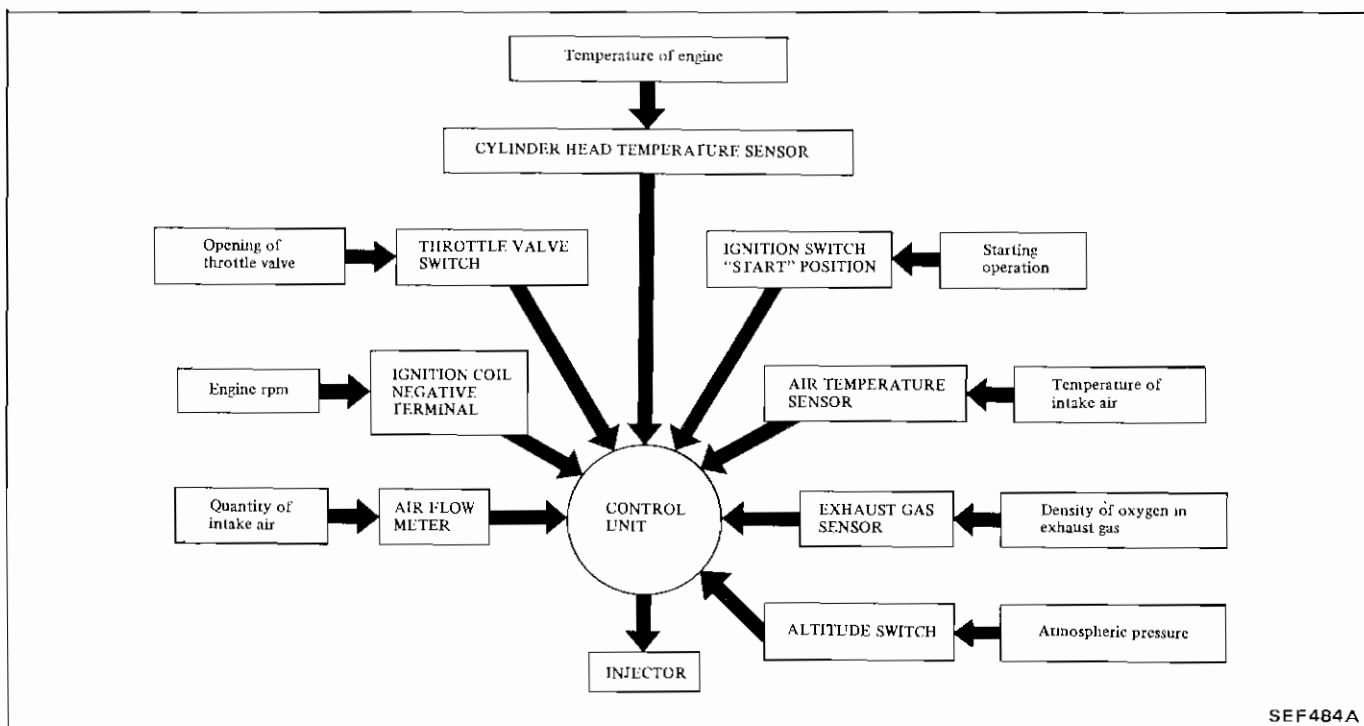 Temperature of engine
CYLINDER HEAD TEMPERATURE SENSOR
Opening of
throttle valve
THROTTLE VALVE
SWITCH
IGNITION SWITCH
“START” POSITION
Starting
operation
Engine rpm
IGNITION COIL
NEGATIVE
TERMINAL
AIR TEMPERATURE
SENSOR
Temperature of
intake air
Quantity of
intake air
AIR FLOW
METER
CONTROL
UNIT
EXHAUST GAS
SENSOR
Density of oxygen in
exhaust gas
ALTITUDE SWITCH
Atmospheric pressure
INJECTOR
SEF484A